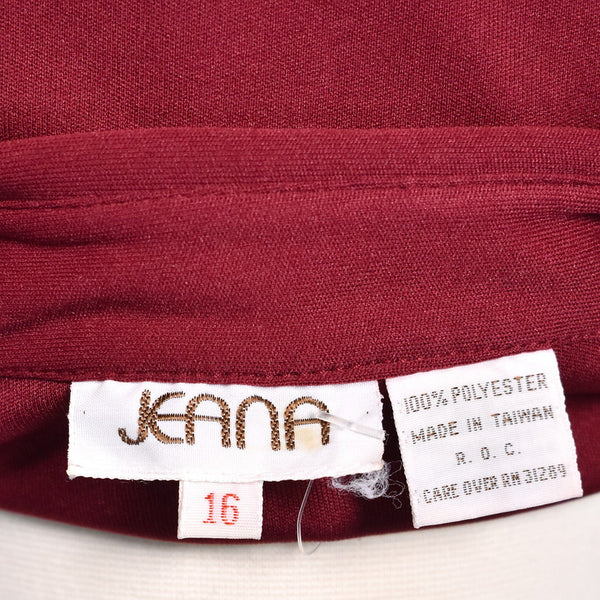 JEANA
16
100% POLYESTER
MADE IN TAIWAN
R. O. C.
CARE OVER RN 31289